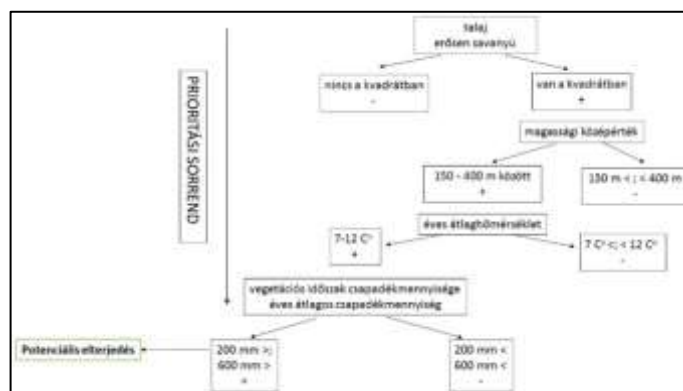 talaj
erősen savanyú
nincs a kvadrátban
-
van a kvadrátban
+
magassági középérték
150 - 400 m között
+
150 m < ; < 400 m
-
éves átlaghőmérséklet
7-12 C°
+
7 C° <; < 12 C°
-
vegetációs időszak csapadékmennyisége
éves átlagos csapadékmennyiség
200 mm >;
600 mm >
+
200 mm <
600 mm <
-
Potenciális elterjedés
PRIORITÁSI SORREND